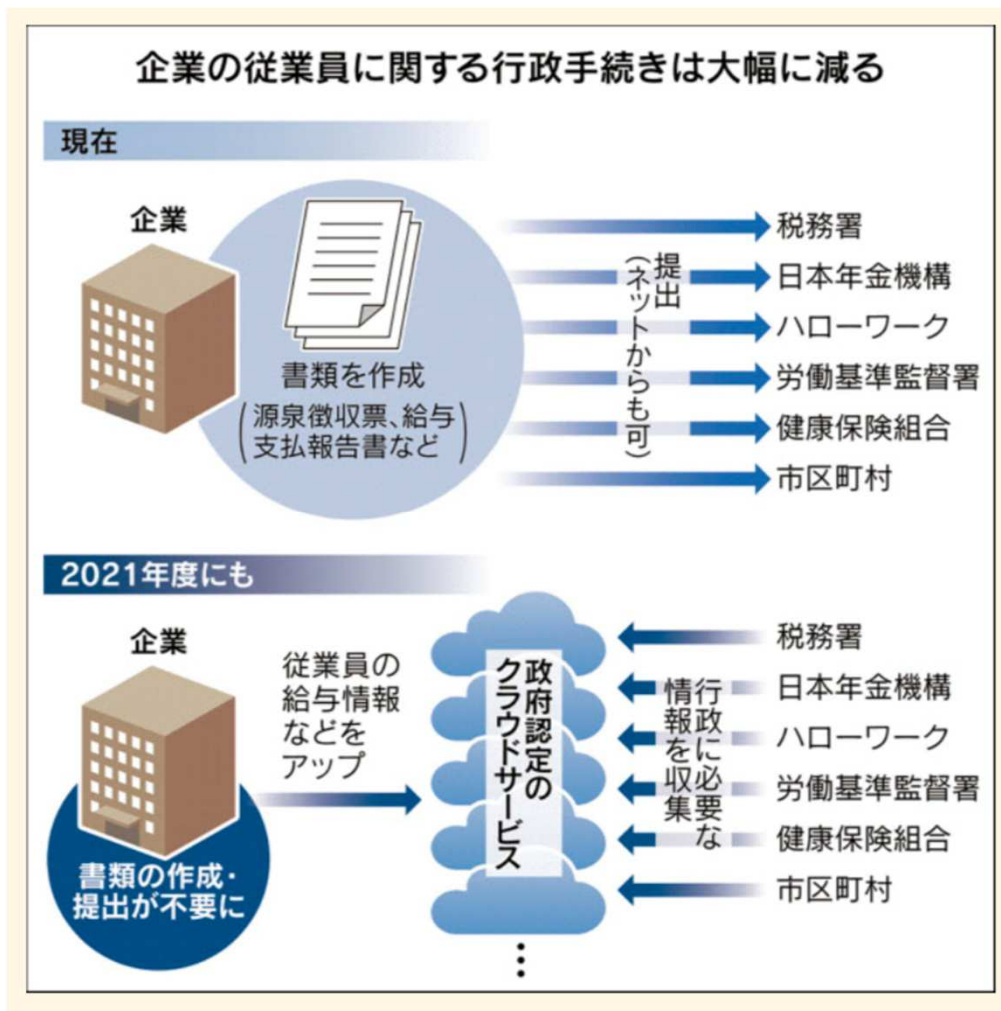 企業の従業員に関する行政手続きは大幅に減る
現在
企業
書類を作成
(源泉徴収票、給与
支払報告書など)
提出
(ネットからも可)
税務署
日本年金機構
ハローワーク
労働基準監督署
健康保険組合
市区町村
2021年度にも
企業
書類の作成・
提出が不要に
従業員の
給与情報
などを
アップ
政府認定の
クラウドサービス
⋮
行政に必要な
情報を収集
税務署
日本年金機構
ハローワーク
労働基準監督署
健康保険組合
市区町村